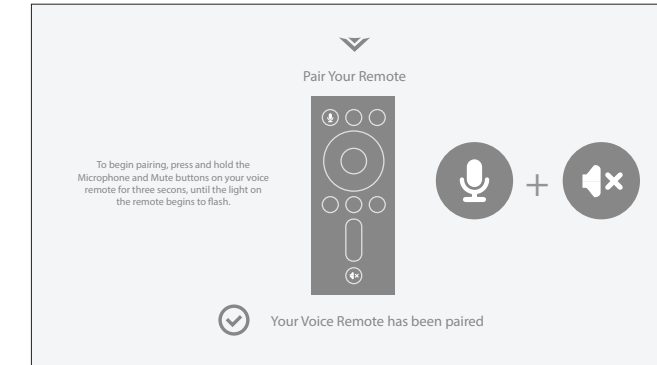 Pair Your Remote
To begin pairing, press and hold the
Microphone and Mute buttons on your voice
remote for three secons, until the light on
the remote begins to flash.
+
Your Voice Remote has been paired